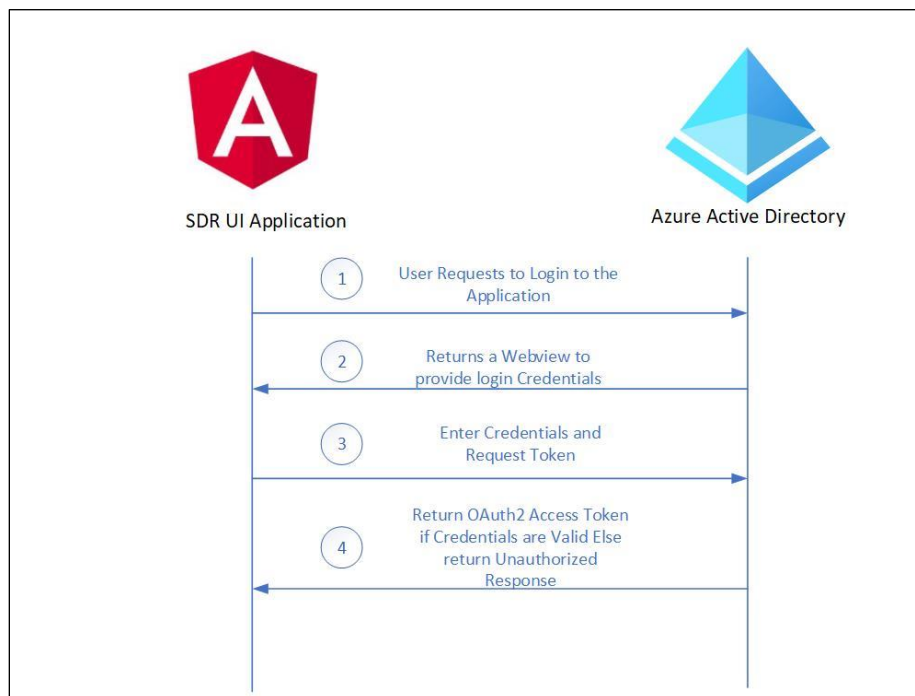 A
SDR UI Application
Azure Active Directory
1
User Requests to Login to the
Application
2
Returns a Webview to
provide login Credentials
3
Enter Credentials and
Request Token
4
Return OAuth2 Access Token
if Credentials are Valid Else
return Unauthorized
Response